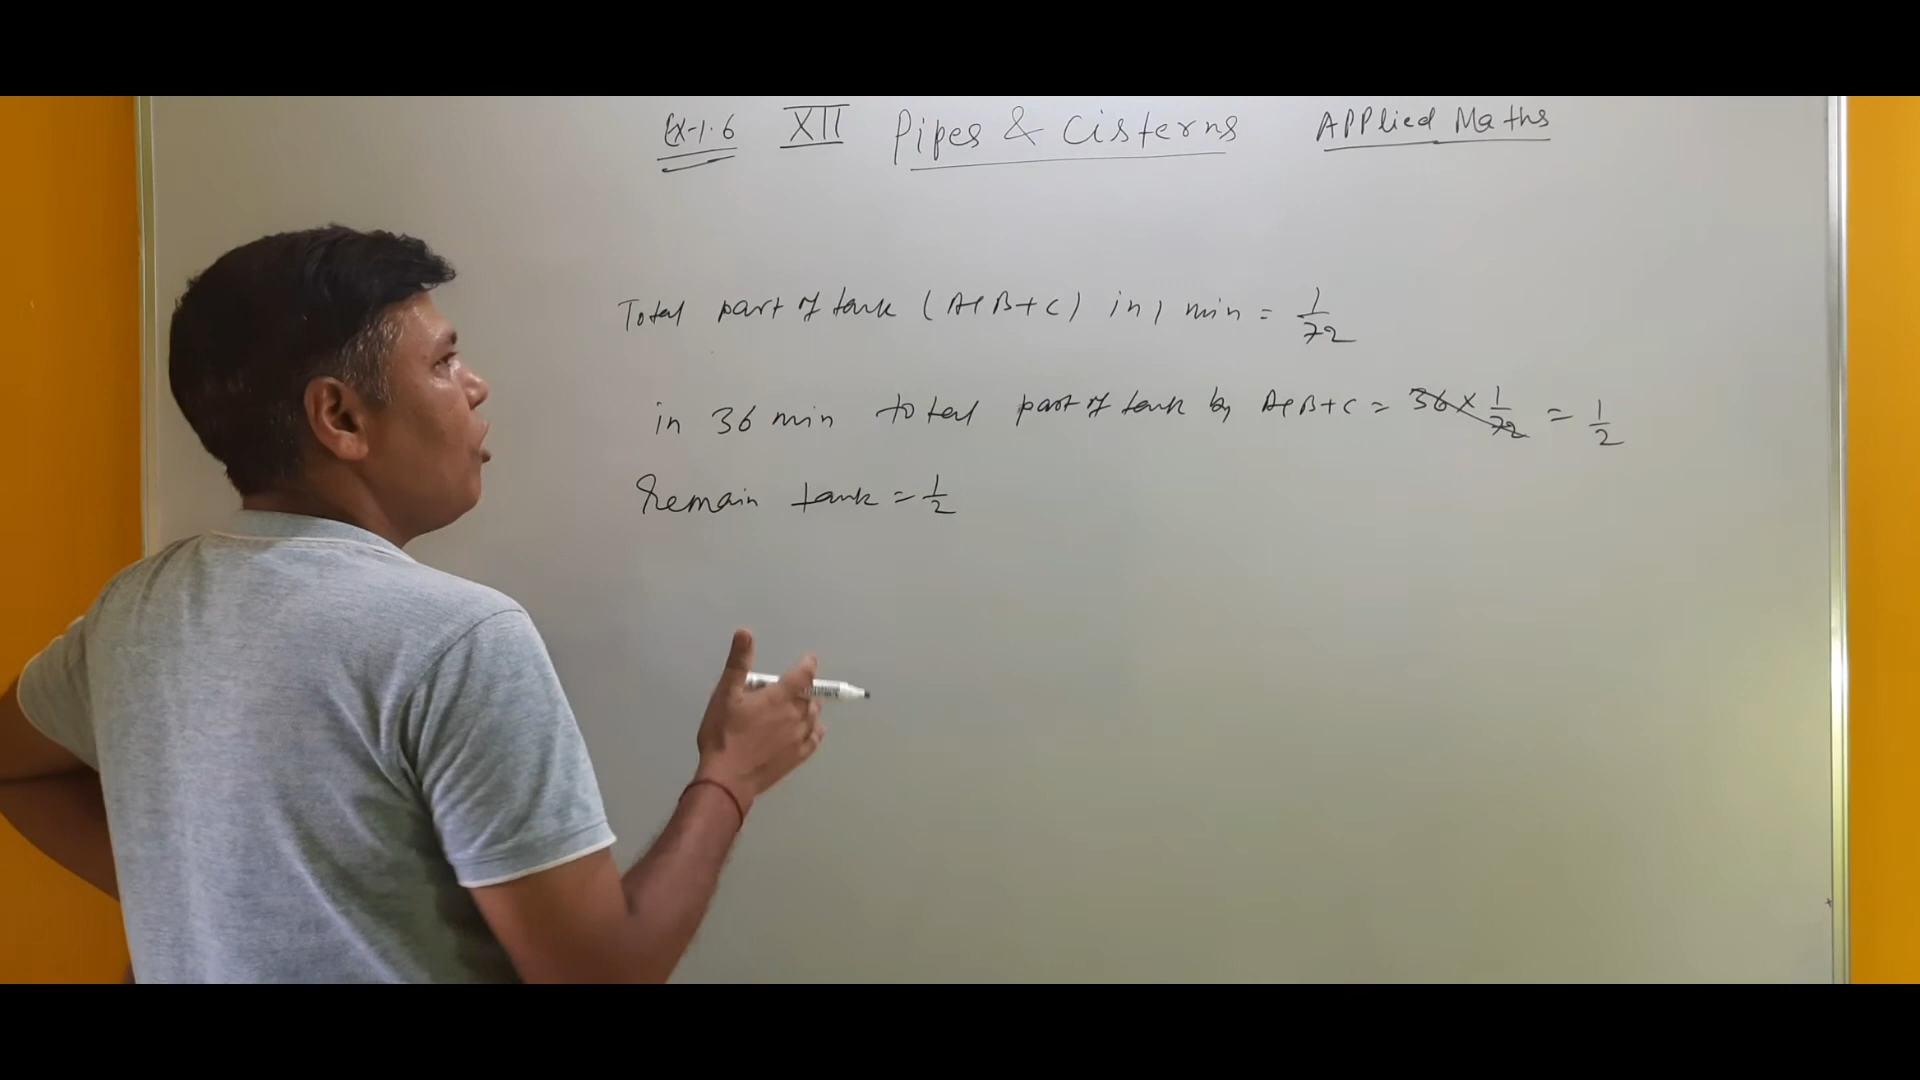 Ex-1.6 XII Pipes & Cisterns Applied Maths
Total part of tank (A+B+C) in 1 min = 1/72
in 36 min total part of tank by A+B+C = 36 × 1/72 = 1/2
Remain tank = 1/2